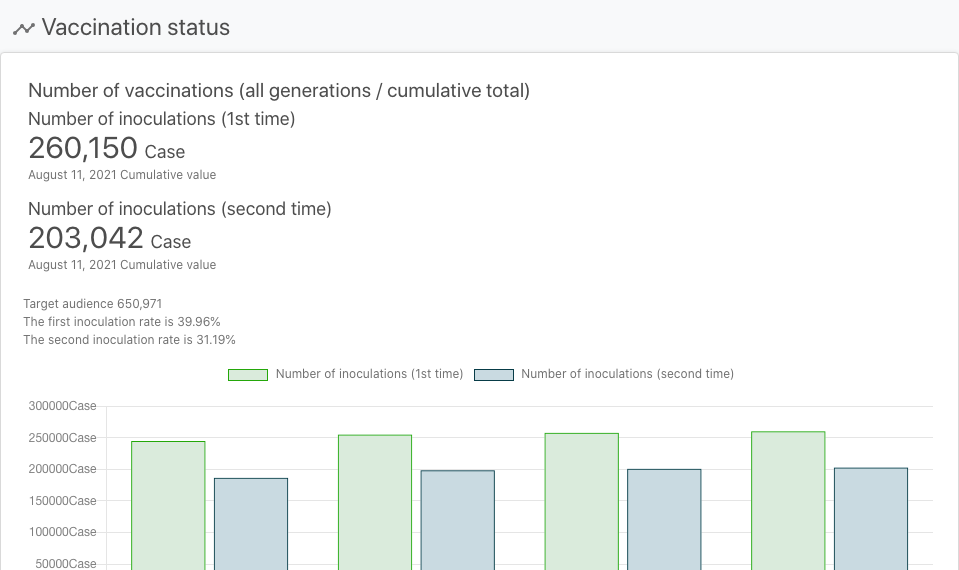 Vaccination status
Number of vaccinations (all generations / cumulative total)
Number of inoculations (1st time)
260,150 Case
August 11, 2021 Cumulative value
Number of inoculations (second time)
203,042 Case
August 11, 2021 Cumulative value
Target audience 650,971
The first inoculation rate is 39.96%
The second inoculation rate is 31.19%
Number of inoculations (1st time) Number of inoculations (second time)
300000Case
250000Case
200000Case
150000Case
100000Case
50000Case